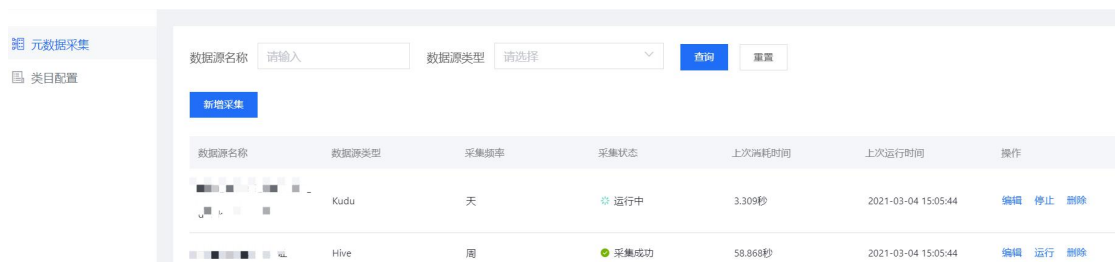 元数据采集
类目配置
数据源名称 请输入 数据源类型 请选择 查询 重置
新增采集
数据源名称 数据源类型 采集频率 采集状态 上次消耗时间 上次运行时间 操作
Kudu 天 运行中 3.309秒 2021-03-04 15:05:44 编辑 停止 删除
Hive 周 采集成功 58.868秒 2021-03-04 15:05:44 编辑 运行 删除